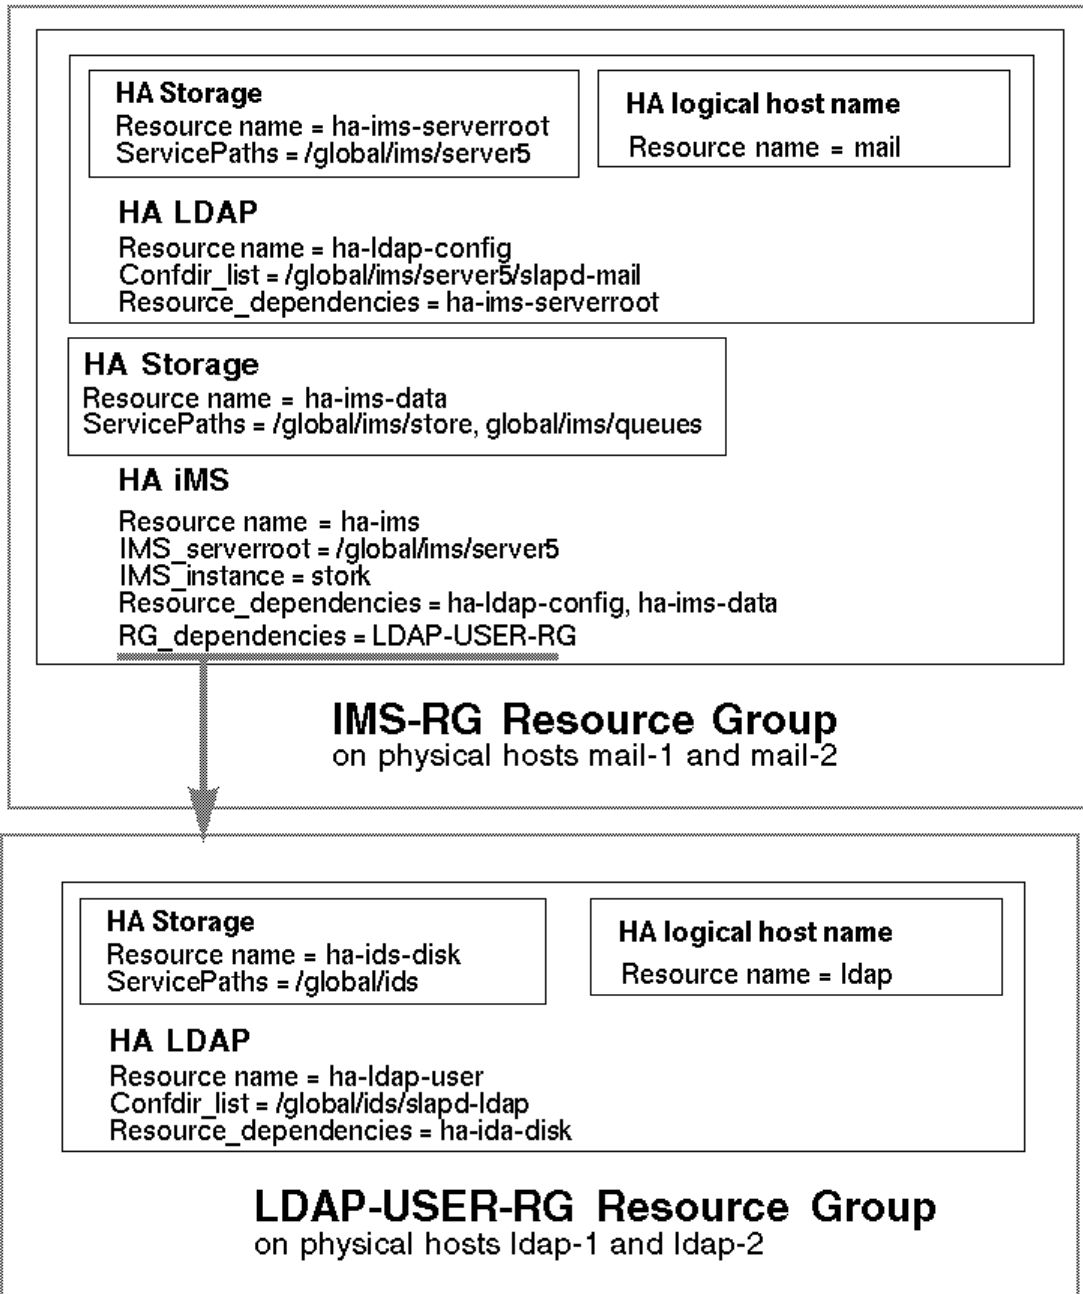 HA Storage
Resource name = ha-ims-serverroot
ServicePaths = /global/ims/server5
HA logical host name
Resource name = mail
HA LDAP
Resource name = ha-ldap-config
Confdir_list = /global/ims/server5/slapd-mail
Resource_dependencies = ha-ims-serverroot
HA Storage
Resource name = ha-ims-data
ServicePaths = /global/ims/store, global/ims/queues
HA iMS
Resource name = ha-ims
IMS_serverroot = /global/ims/server5
IMS_instance = stork
Resource_dependencies = ha-ldap-config, ha-ims-data
RG_dependencies = LDAP-USER-RG
IMS-RG Resource Group
on physical hosts mail-1 and mail-2
HA Storage
Resource name = ha-ids-disk
ServicePaths = /global/ids
HA logical host name
Resource name = ldap
HA LDAP
Resource name = ha-ldap-user
Confdir_list = /global/ids/slapd-ldap
Resource_dependencies = ha-ida-disk
LDAP-USER-RG Resource Group
on physical hosts ldap-1 and ldap-2